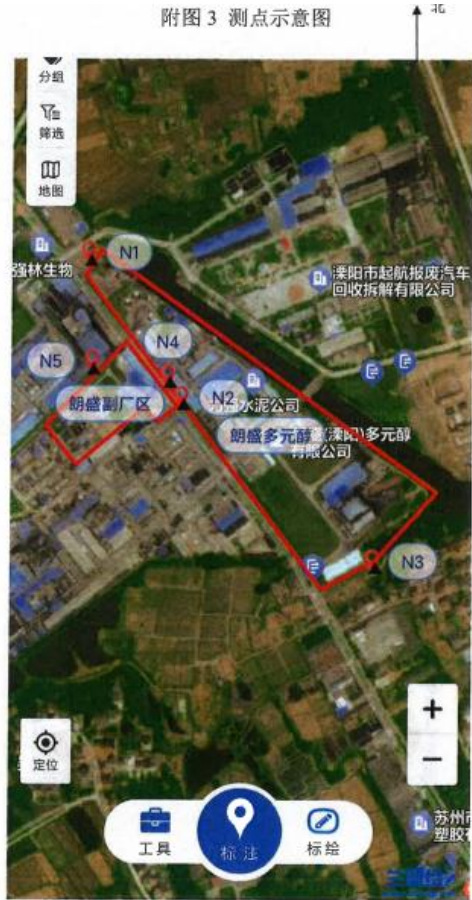 附图 3 测点示意图
北
分组
筛选
地图
强林生物
N1
溧阳市起航报废汽车
回收拆解有限公司
N5
N4
朗盛副厂区
N2
水泥公司
朗盛多元醇
(溧阳)多元醇
有限公司
N3
定位
工具
标注
标绘
苏州市
塑胶